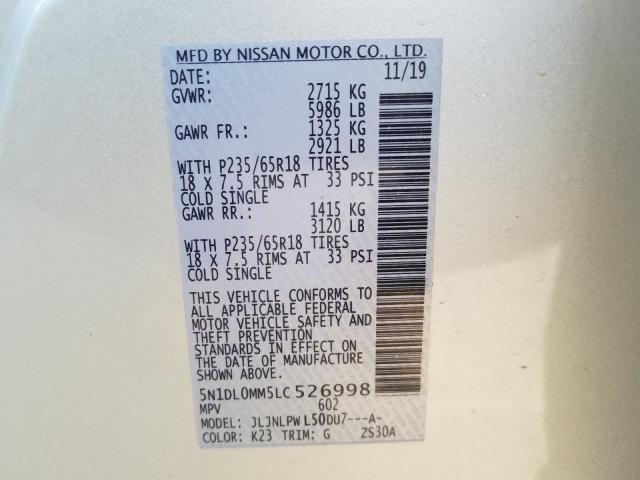 MFD BY NISSAN MOTOR CO., LTD.
DATE: 11/19
GVWR: 2715 KG
5986 LB
GAWR FR.: 1325 KG
2921 LB
WITH P235/65R18 TIRES
18 X 7.5 RIMS AT 33 PSI
COLD SINGLE
GAWR RR.: 1415 KG
3120 LB
WITH P235/65R18 TIRES
18 X 7.5 RIMS AT 33 PSI
COLD SINGLE
THIS VEHICLE CONFORMS TO
ALL APPLICABLE FEDERAL
MOTOR VEHICLE SAFETY AND
THEFT PREVENTION
STANDARDS IN EFFECT ON
THE DATE OF MANUFACTURE
SHOWN ABOVE.
5N1DL0MM5LC526998
MPV 602
MODEL: JLJNLPWL50DU7---A-
COLOR: K23 TRIM: G ZS30A